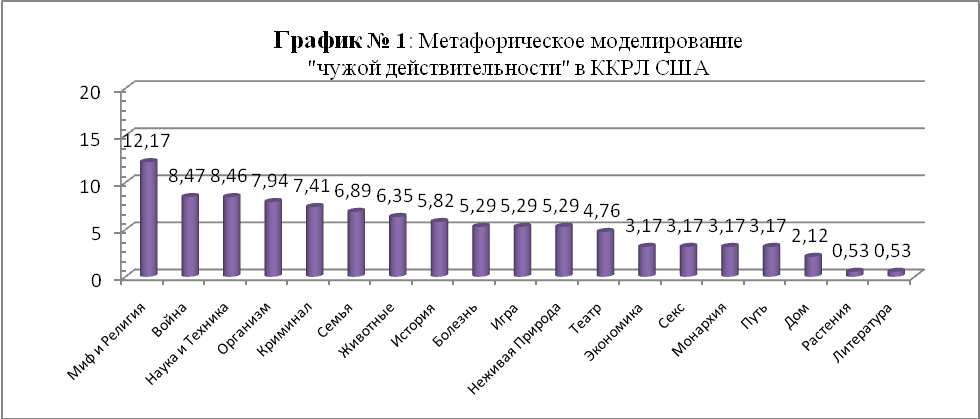 График № 1: Метафорическое моделирование
"чужой действительности" в ККРЛ США
20
15
10
5
0
12,17
8,47
8,46
7,94
7,41
6,89
6,35
5,82
5,29
5,29
5,29
4,76
3,17
3,17
3,17
3,17
2,12
0,53
0,53
Миф и Религия
Война
Наука и Техника
Организм
Криминал
Семья
Животные
История
Болезнь
Игра
Неживая Природа
Театр
Экономика
Секс
Монархия
Путь
Дом
Растения
Литература